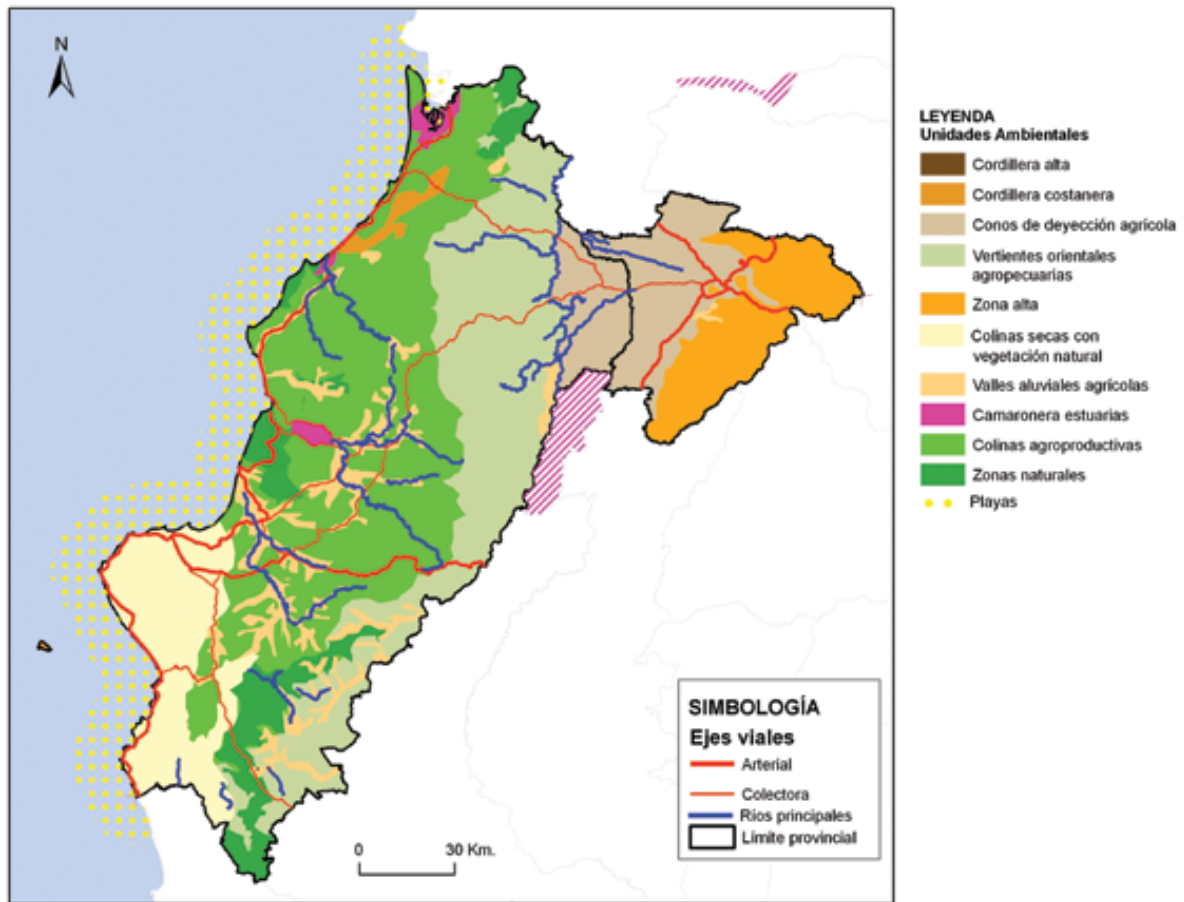 N
LEYENDA
Unidades Ambientales
Cordillera alta
Cordillera costanera
Conos de deyección agrícola
Vertientes orientales
agropecuarias
Zona alta
Colinas secas con
vegetación natural
Valles aluviales agrícolas
Camaronera estuarias
Colinas agroproductivas
Zonas naturales
Playas
SIMBOLOGÍA
Ejes viales
Arterial
Colectora
Ríos principales
Límite provincial
0 30 Km.